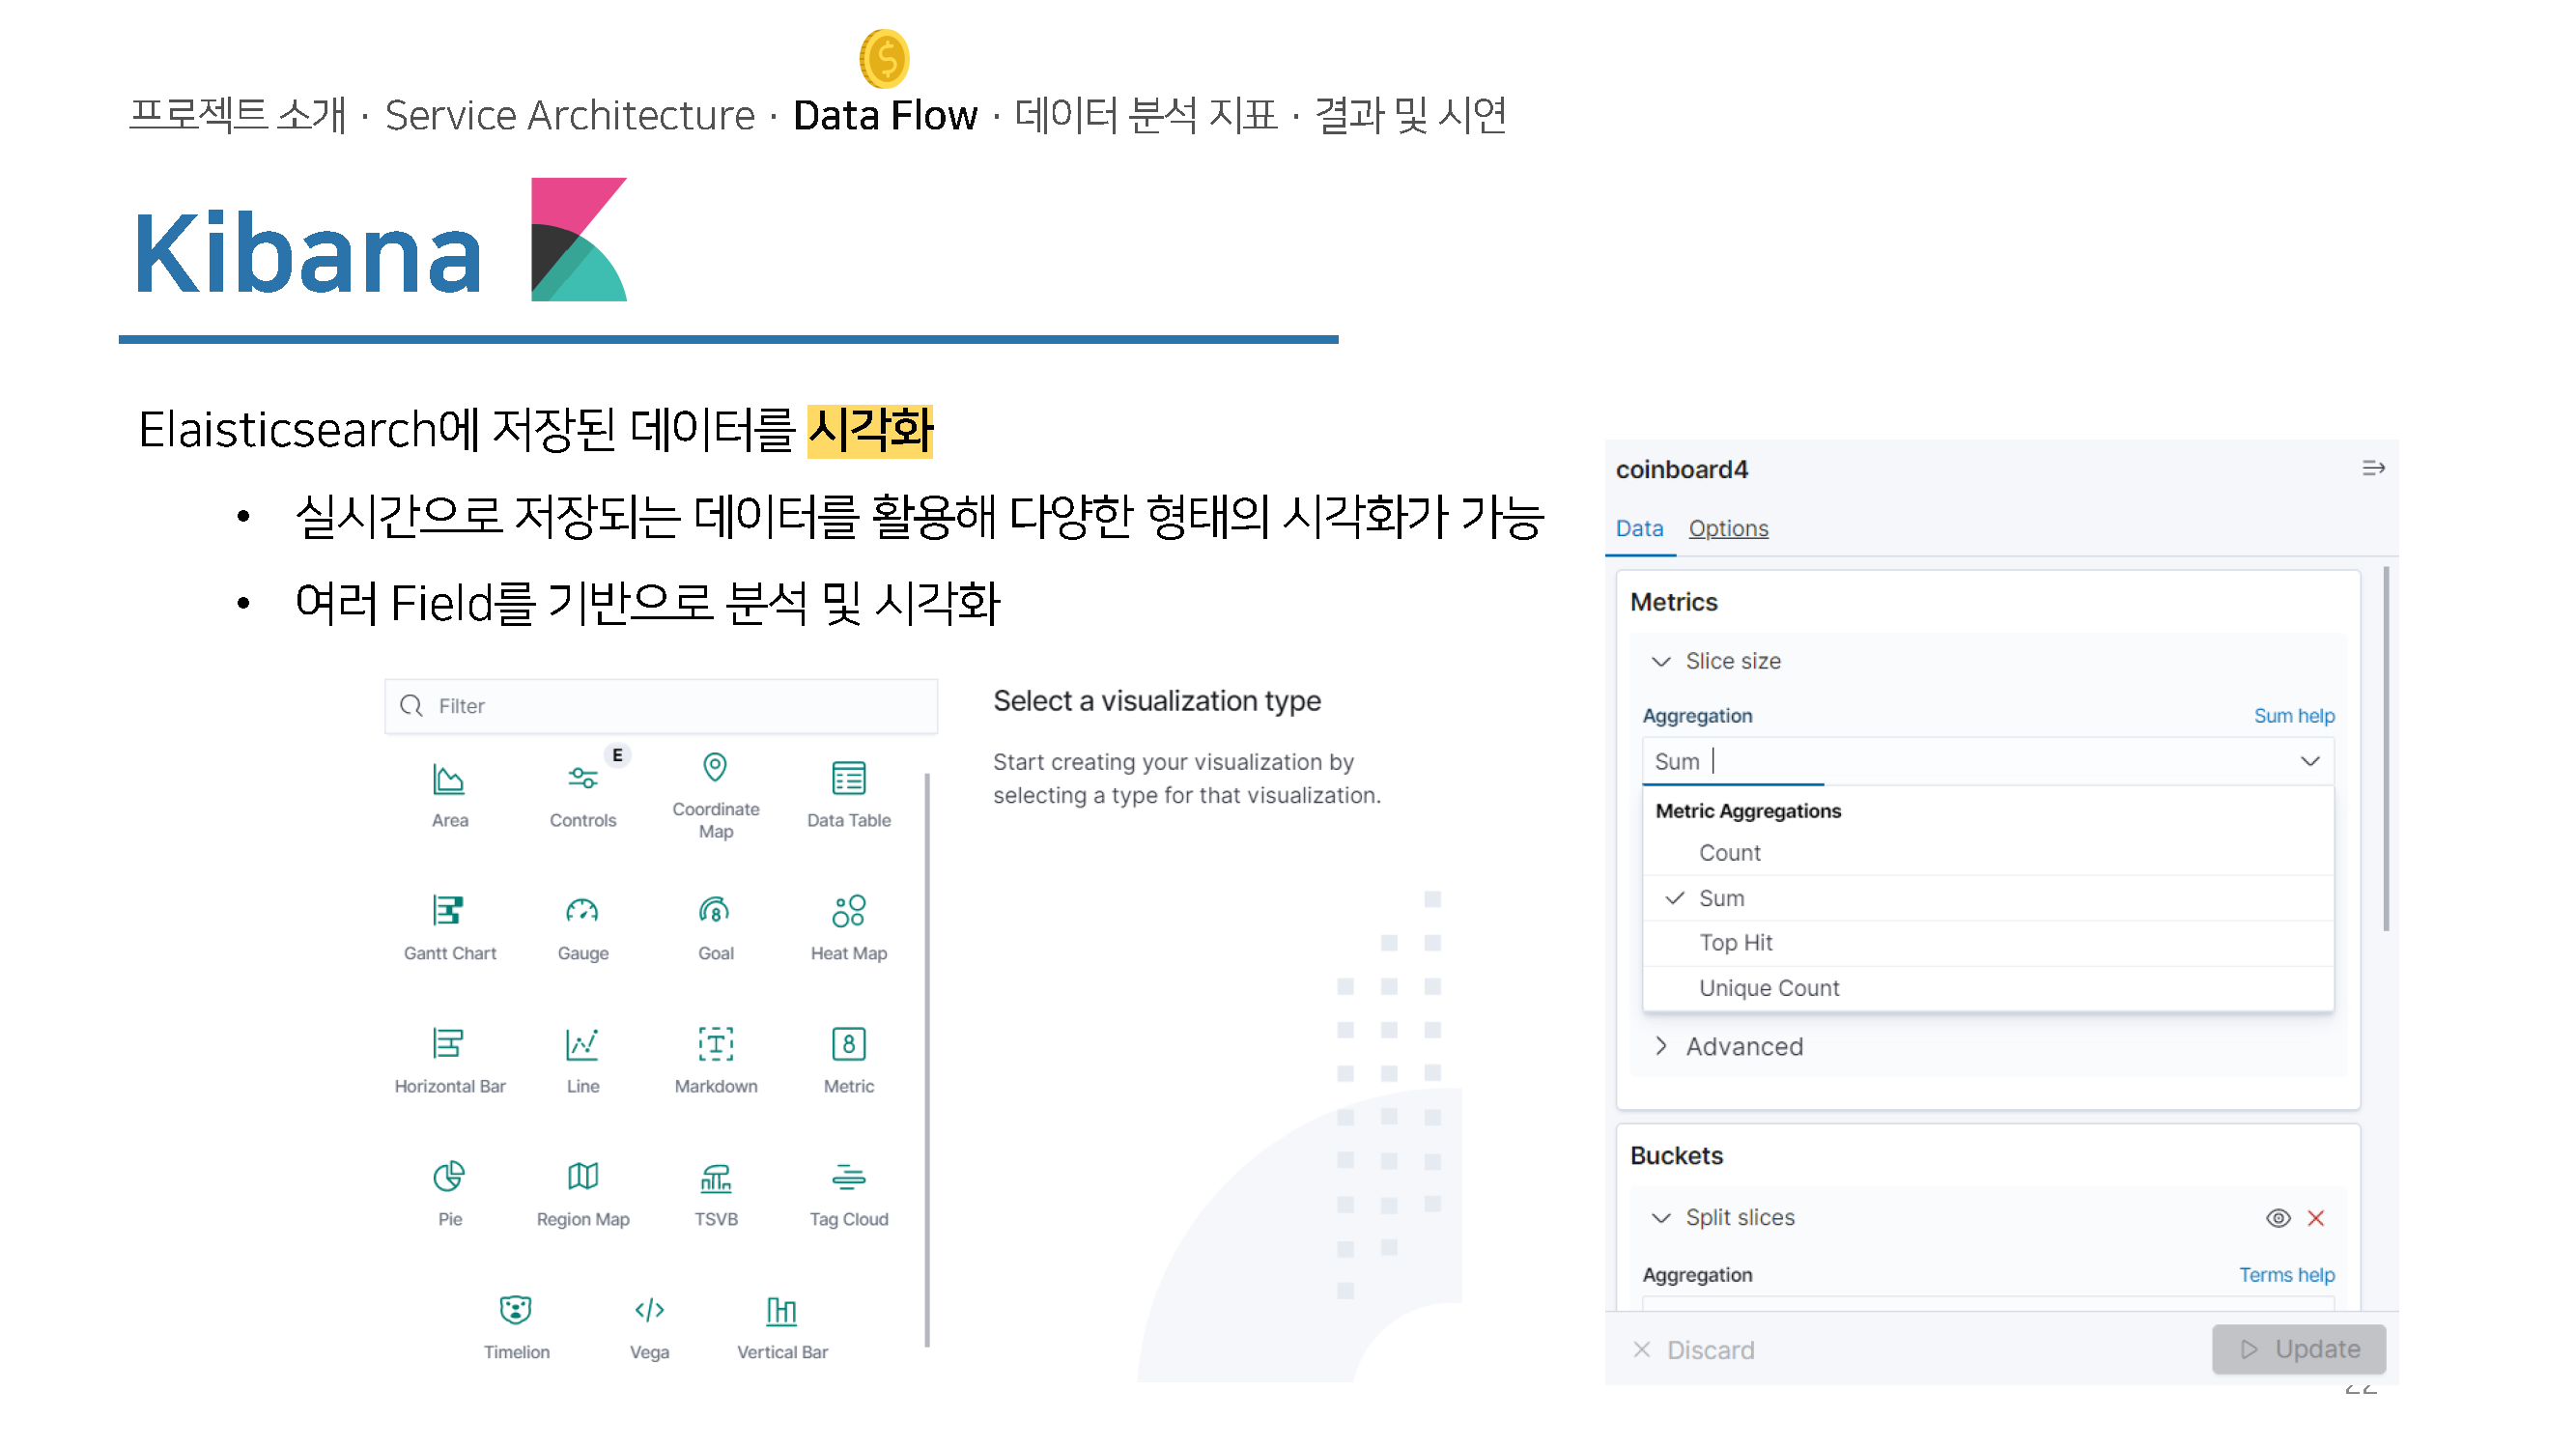 프로젝트 소개 · Service Architecture · Data Flow · 데이터 분석 지표 · 결과 및 시연
Kibana
Elaisticsearch에 저장된 데이터를 시각화
• 실시간으로 저장되는 데이터를 활용해 다양한 형태의 시각화가 가능
• 여러 Field를 기반으로 분석 및 시각화
Filter
E
Area
Controls
Coordinate
Map
Data Table
Gantt Chart
Gauge
Goal
Heat Map
Horizontal Bar
Line
Markdown
Metric
Pie
Region Map
TSVB
Tag Cloud
Timelion
Vega
Vertical Bar
Select a visualization type
Start creating your visualization by
selecting a type for that visualization.
coinboard4
Data Options
Metrics
Slice size
Aggregation Sum help
Sum
Metric Aggregations
Count
Sum
Top Hit
Unique Count
Advanced
Buckets
Split slices
Aggregation Terms help
Discard Update
22